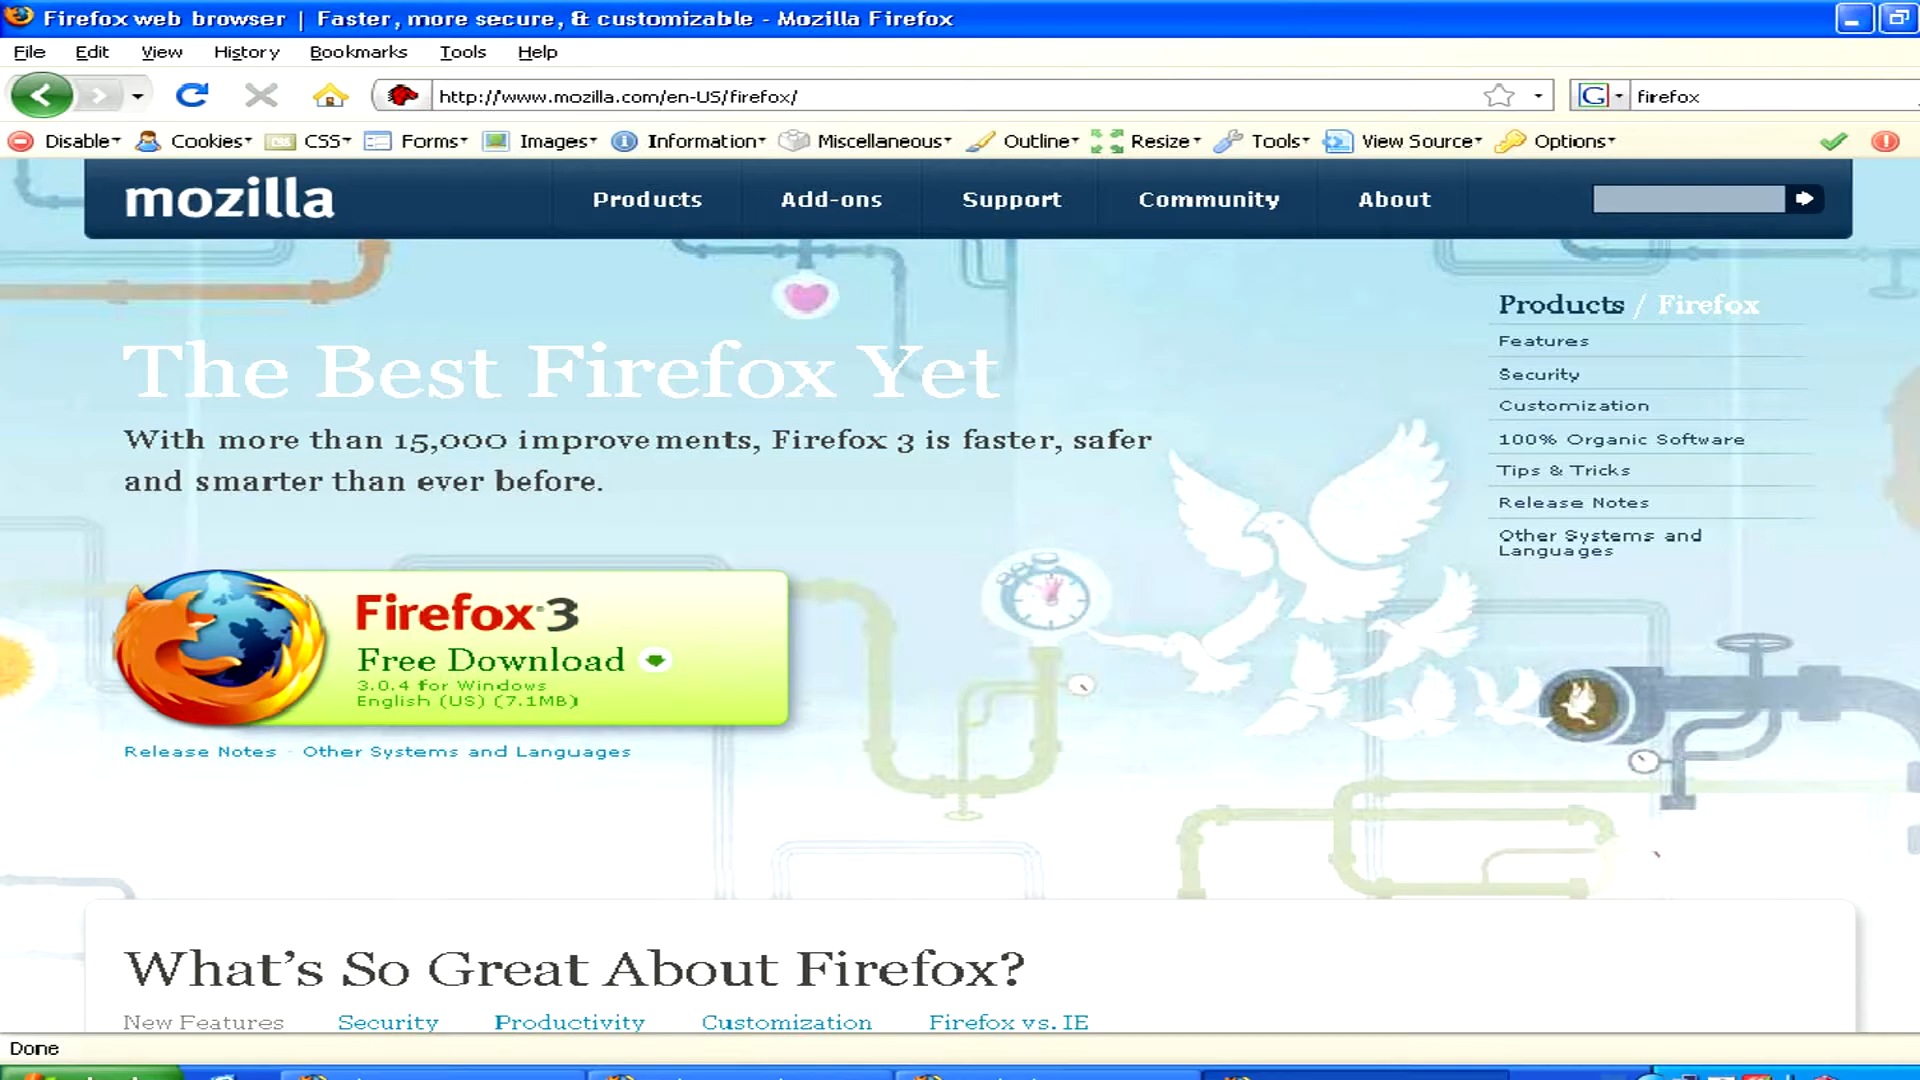 Firefox web browser | Faster, more secure, & customizable - Mozilla Firefox
File Edit View History Bookmarks Tools Help
http://www.mozilla.com/en-US/firefox/ G firefox
Disable Cookies CSS Forms Images Information Miscellaneous Outline Resize Tools View Source Options
mozilla Products Add-ons Support Community About
Products / Firefox
Features
Security
Customization
100% Organic Software
Tips & Tricks
Release Notes
Other Systems and
Languages
The Best Firefox Yet
With more than 15,000 improvements, Firefox 3 is faster, safer
and smarter than ever before.
Firefox 3
Free Download
3.0.4 for Windows
English (US) (7.1MB)
Release Notes - Other Systems and Languages
What's So Great About Firefox?
New Features Security Productivity Customization Firefox vs. IE
Done